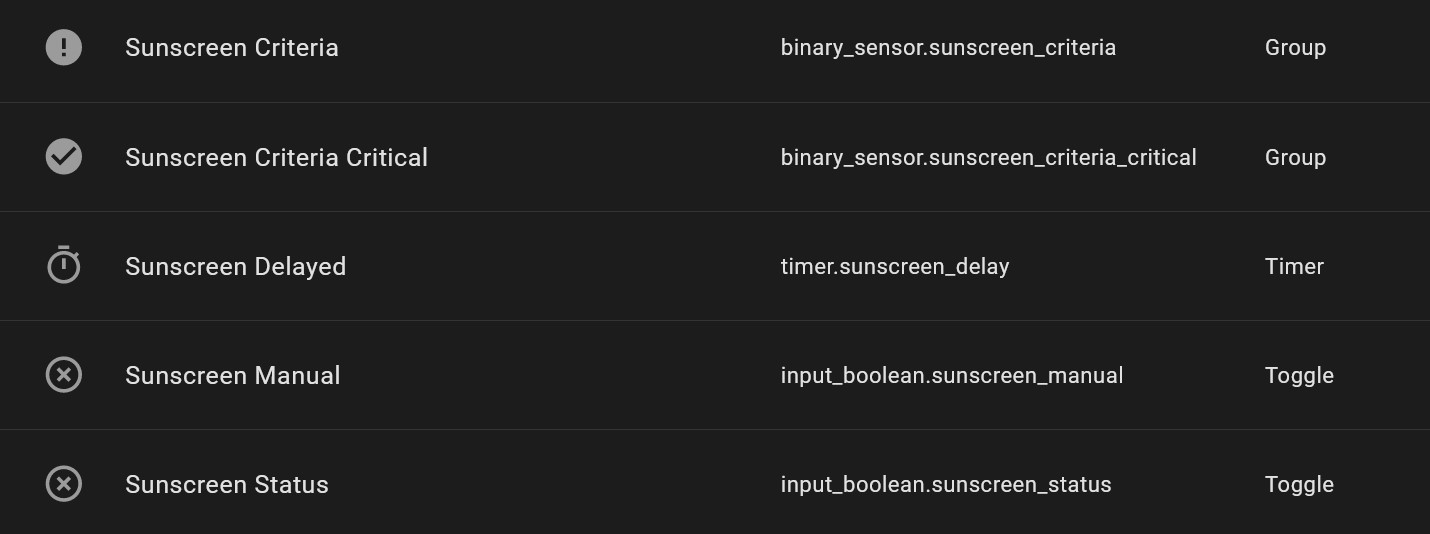 Sunscreen Criteria binary_sensor.sunscreen_criteria Group
Sunscreen Criteria Critical binary_sensor.sunscreen_criteria_critical Group
Sunscreen Delayed timer.sunscreen_delay Timer
Sunscreen Manual input_boolean.sunscreen_manual Toggle
Sunscreen Status input_boolean.sunscreen_status Toggle